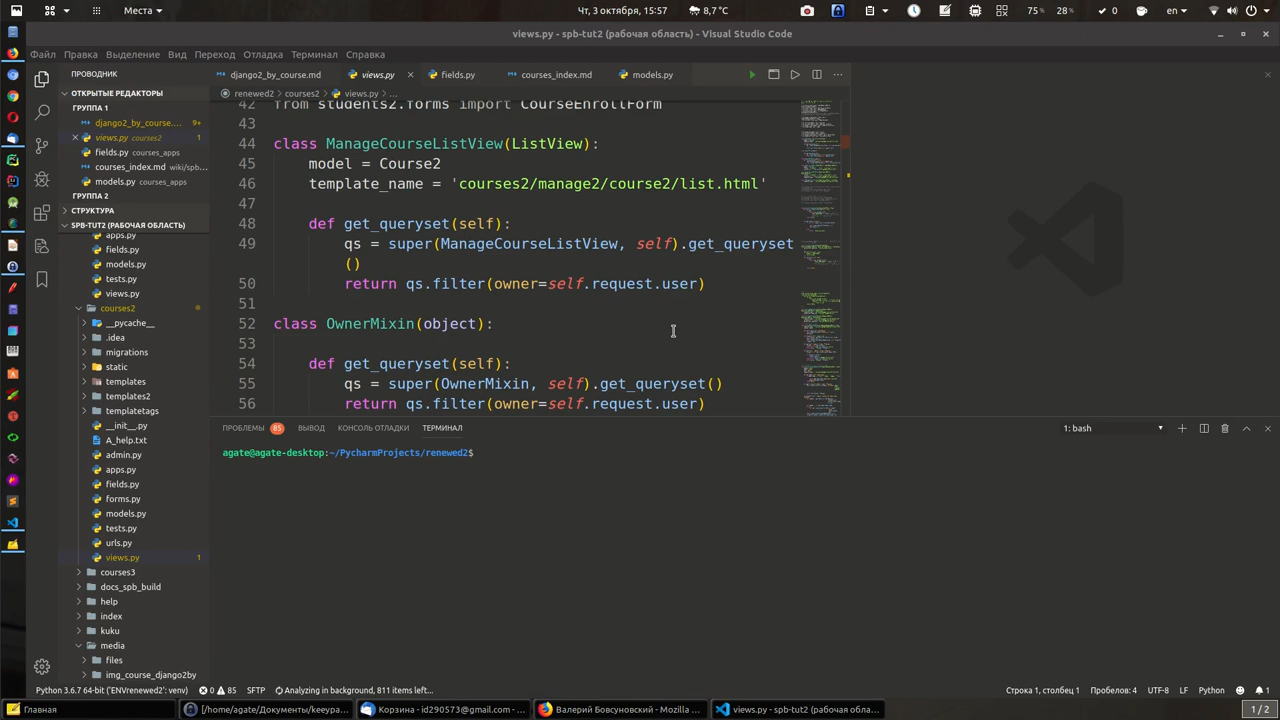 Места
Чт, 3 октября, 15:57
8,7 °C
75 %
28%
0
en
views.py - spb-tut2 (рабочая область) - Visual Studio Code
Файл Правка Выделение Вид Переход Отладка Терминал Справка
ПРОВОДНИК
django2_by_course.md
views.py
fields.py
courses_index.md
models.py
ОТКРЫТЫЕ РЕДАКТОРЫ
ГРУППА 1
django2_by_course.... 9+
views.py courses2 1
fields.py courses_apps
courses_index.md wiki/spb...
models.py courses_apps
ГРУППА 2
СТРУКТУРА
SPB-TUT2 (РАБОЧАЯ ОБЛАСТЬ)
apps.py
fields.py
models.py
tests.py
views.py
courses2
__pycache__
.idea
migrations
static
templates
templates2
templatetags
__init__.py
A_help.txt
admin.py
apps.py
fields.py
forms.py
models.py
tests.py
urls.py
views.py 1
courses3
docs_spb_build
help
index
kuku
media
files
img_course_django2by
renewed2 › courses2 › views.py › ...
42 from students2.forms import CourseEnrollForm
43
44 class ManageCourseListView(ListView):
45 model = Course2
46 template_name = 'courses2/manage2/course2/list.html'
47
48 def get_queryset(self):
49 qs = super(ManageCourseListView, self).get_queryset
()
50 return qs.filter(owner=self.request.user)
51
52 class OwnerMixin(object):
53
54 def get_queryset(self):
55 qs = super(OwnerMixin, self).get_queryset()
56 return qs.filter(owner=self.request.user)
ПРОБЛЕМЫ 85 ВЫВОД КОНСОЛЬ ОТЛАДКИ ТЕРМИНАЛ
1: bash
agate@agate-desktop:~/PycharmProjects/renewed2$
Python 3.6.7 64-bit ('ENVrenewed2': venv) 0 85 SFTP Analyzing in background, 811 items left...
Строка 1, столбец 1 Пробелов: 4 UTF-8 LF Python 1
Главная
[/home/agate/Документы/keeypa...
Корзина - id290573@gmail.com - ...
Валерий Бовсуновский - Mozilla ...
views.py - spb-tut2 (рабочая обла...
1/2